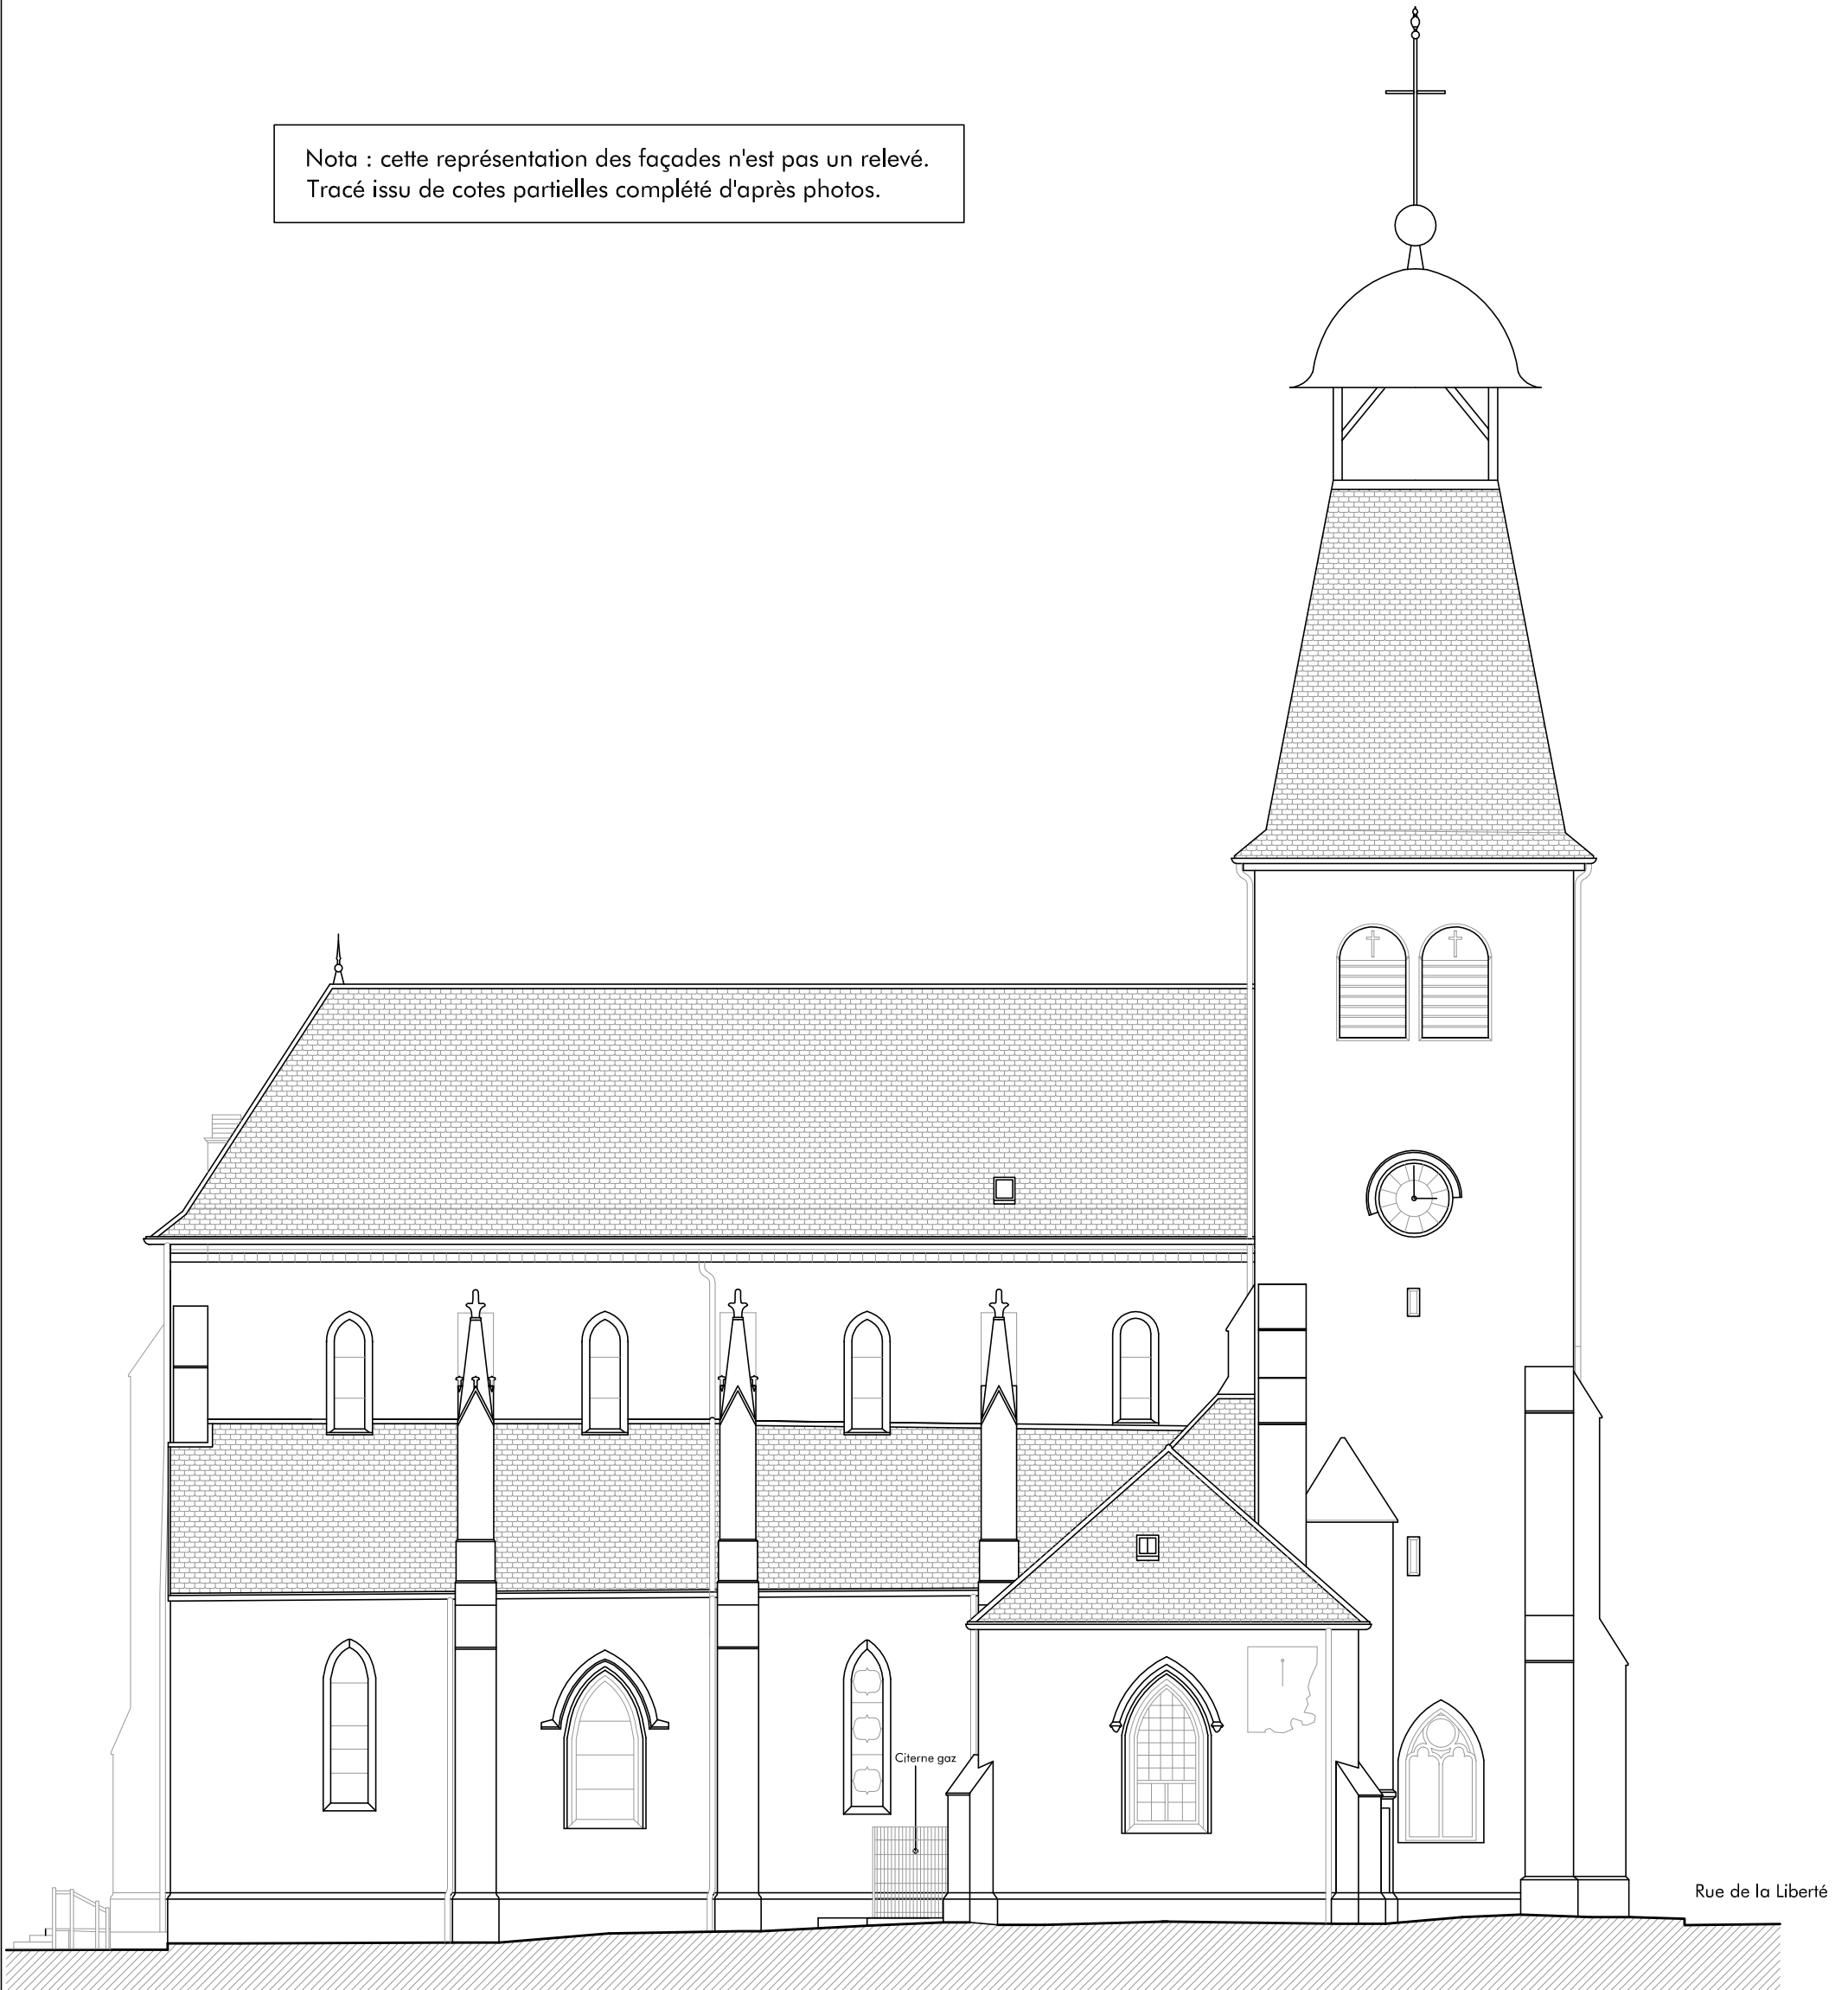 Nota : cette représentation des façades n'est pas un relevé.
Tracé issu de cotes partielles complété d'après photos.
Citerne gaz
Rue de la Liberté